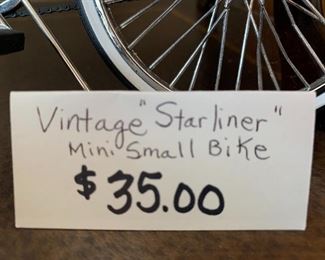 Vintage "Starliner"
Mini Small Bike
$35.00